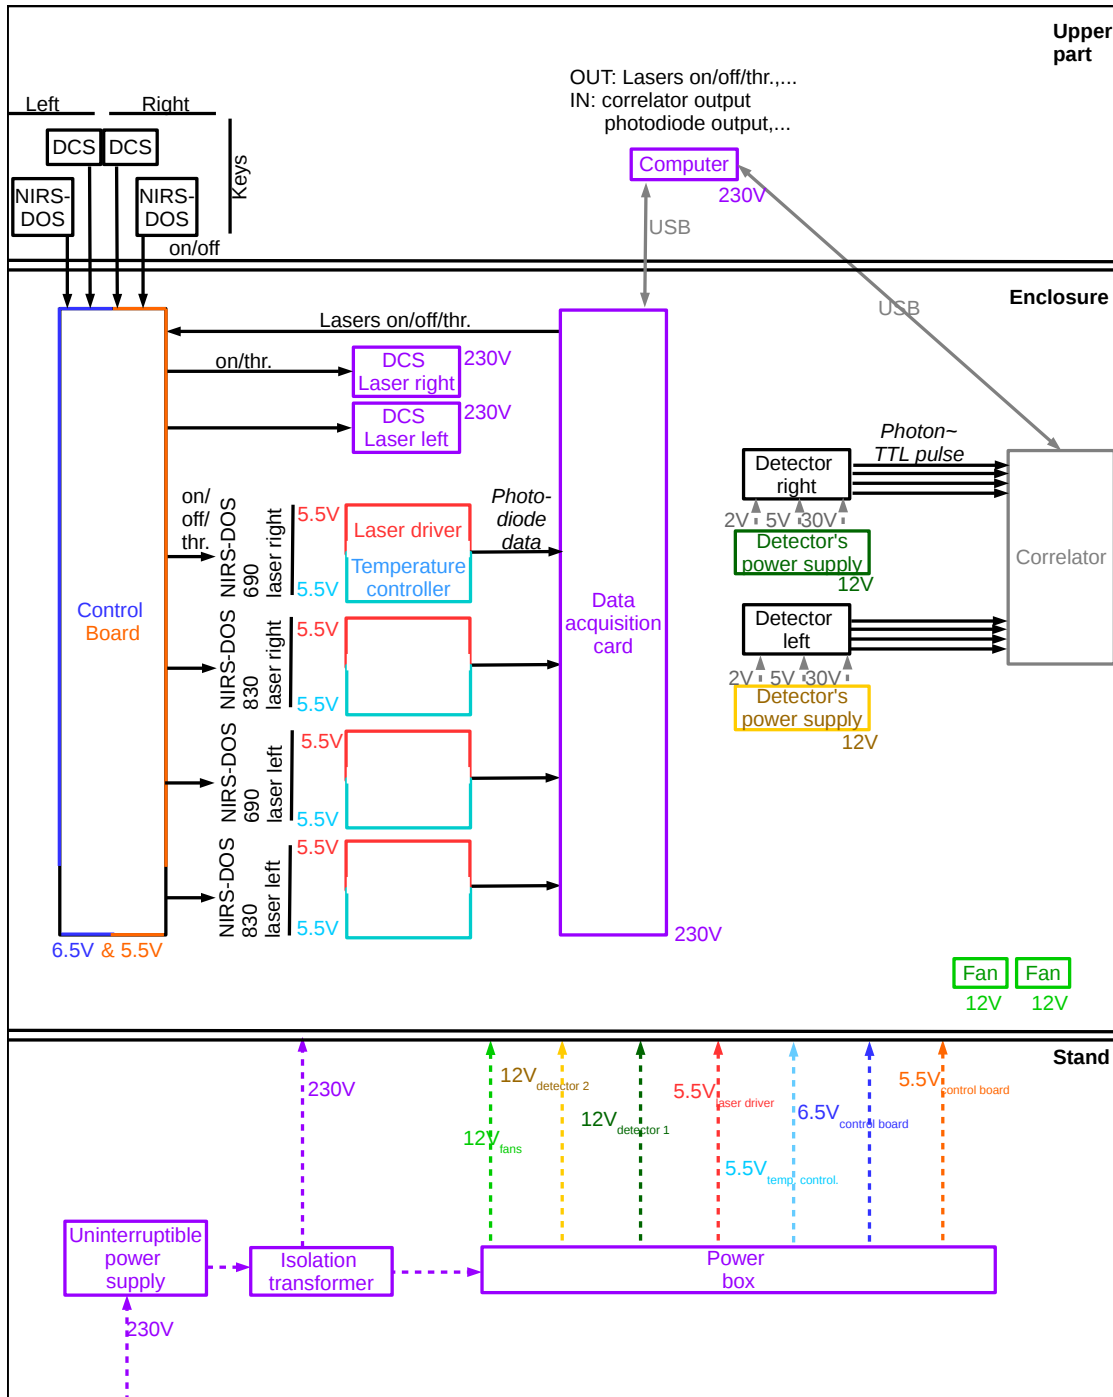 Upper
part
OUT: Lasers on/off/thr.,...
IN: correlator output
photodiode output,...
Left
Right
DCS
DCS
Keys
NIRS-
DOS
NIRS-
DOS
on/off
Computer
230V
USB
USB
Enclosure
Lasers on/off/thr.
on/thr.
DCS
Laser right
230V
DCS
Laser left
230V
Photon~
TTL pulse
Detector
right
2V
5V
30V
Detector's
power supply
12V
Correlator
on/
off/
thr.
NIRS-DOS
690
laser right
5.5V
5.5V
Laser driver
Temperature
controller
Photo-
diode
data
Control
Board
Data
acquisition
card
Detector
left
2V
5V
30V
Detector's
power supply
12V
NIRS-DOS
830
laser right
5.5V
5.5V
NIRS-DOS
690
laser left
5.5V
5.5V
NIRS-DOS
830
laser left
5.5V
5.5V
6.5V & 5.5V
230V
Fan
Fan
12V
12V
Stand
230V
12V detector 2
12V fans
12V detector 1
5.5V laser driver
5.5V temp. control.
6.5V control board
5.5V control board
Uninterruptible
power
supply
Isolation
transformer
Power
box
230V